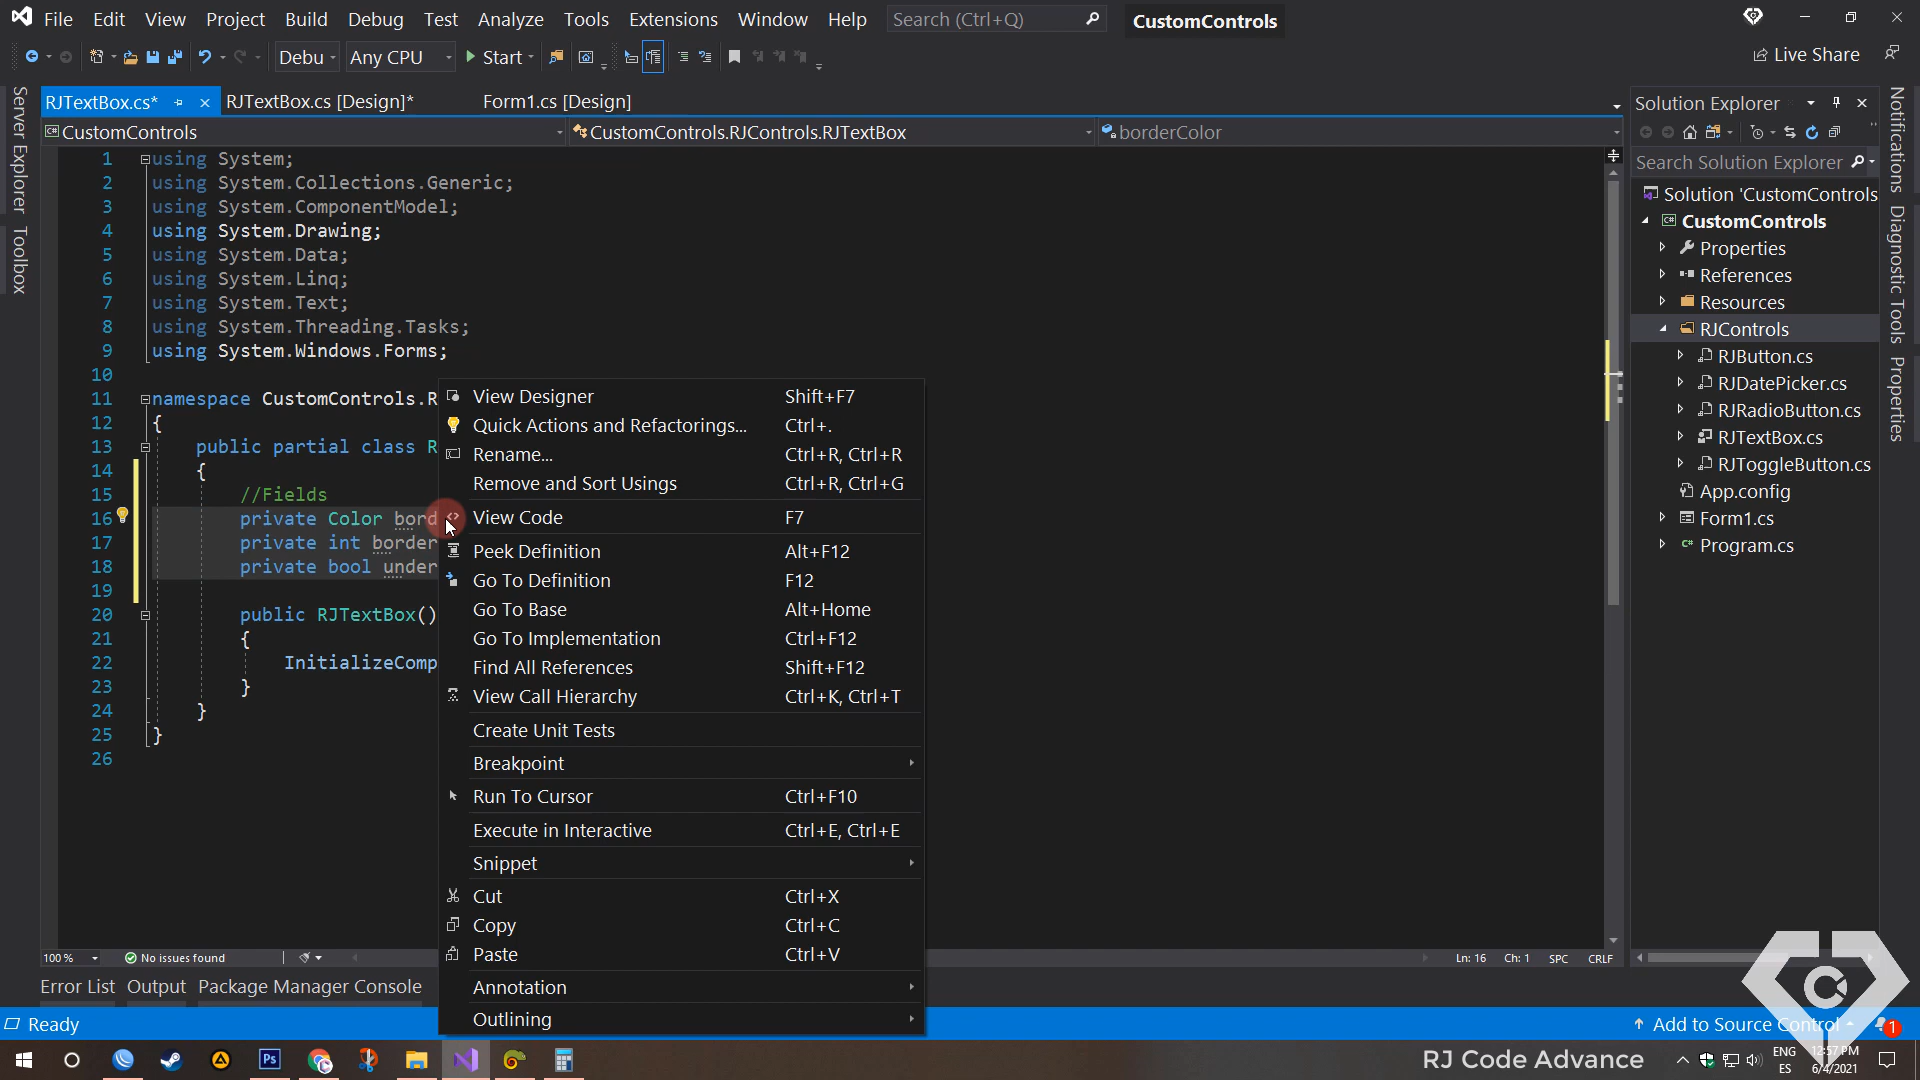 File Edit View Project Build Debug Test Analyze Tools Extensions Window Help Search (Ctrl+Q) CustomControls
Debu Any CPU Start Live Share
RJTextBox.cs* RJTextBox.cs [Design]* Form1.cs [Design]
CustomControls CustomControls.RJControls.RJTextBox borderColor
Server Explorer
Toolbox
1 using System;
2 using System.Collections.Generic;
3 using System.ComponentModel;
4 using System.Drawing;
5 using System.Data;
6 using System.Linq;
7 using System.Text;
8 using System.Threading.Tasks;
9 using System.Windows.Forms;
10
11 namespace CustomControls.R
12 {
13 public partial class R
14 {
15 //Fields
16 private Color bord
17 private int border
18 private bool under
19
20 public RJTextBox()
21 {
22 InitializeComp
23 }
24 }
25 }
26
View Designer Shift+F7
Quick Actions and Refactorings... Ctrl+.
Rename... Ctrl+R, Ctrl+R
Remove and Sort Usings Ctrl+R, Ctrl+G
View Code F7
Peek Definition Alt+F12
Go To Definition F12
Go To Base Alt+Home
Go To Implementation Ctrl+F12
Find All References Shift+F12
View Call Hierarchy Ctrl+K, Ctrl+T
Create Unit Tests
Breakpoint
Run To Cursor Ctrl+F10
Execute in Interactive Ctrl+E, Ctrl+E
Snippet
Cut Ctrl+X
Copy Ctrl+C
Paste Ctrl+V
Annotation
Outlining
Solution Explorer
Search Solution Explorer
Solution 'CustomControls
CustomControls
Properties
References
Resources
RJControls
RJButton.cs
RJDatePicker.cs
RJRadioButton.cs
RJTextBox.cs
RJToggleButton.cs
App.config
Form1.cs
Program.cs
Notifications
Diagnostic Tools
Properties
100 % No issues found Ln: 16 Ch: 1 SPC CRLF
Error List Output Package Manager Console
Ready Add to Source Control 1
Ps RJ Code Advance ENG
ES
12:57 PM
6/4/2021